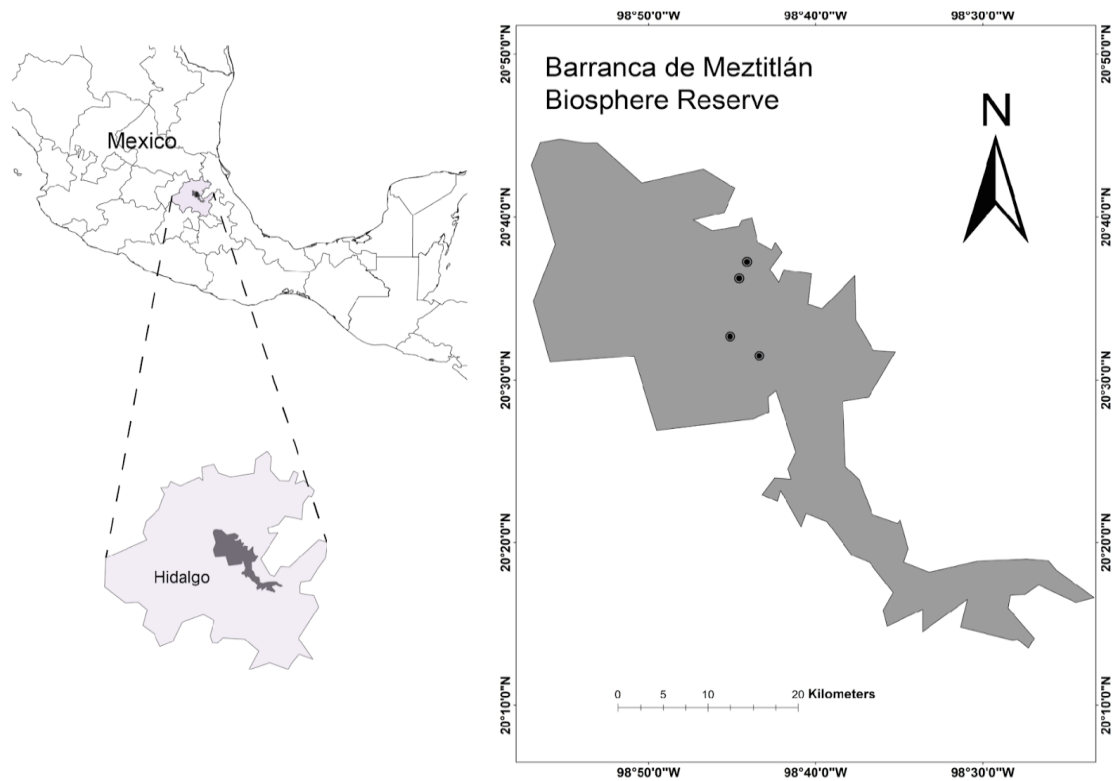 98°50'0"W
98°40'0"W
98°30'0"W
Barranca de Meztitlán
Biosphere Reserve
N
Mexico
Hidalgo
20°50'0"N
20°40'0"N
20°30'0"N
20°20'0"N
20°10'0"N
20°50'0"N
20°40'0"N
20°30'0"N
20°20'0"N
20°10'0"N
0 5 10 20 Kilometers
98°50'0"W
98°40'0"W
98°30'0"W